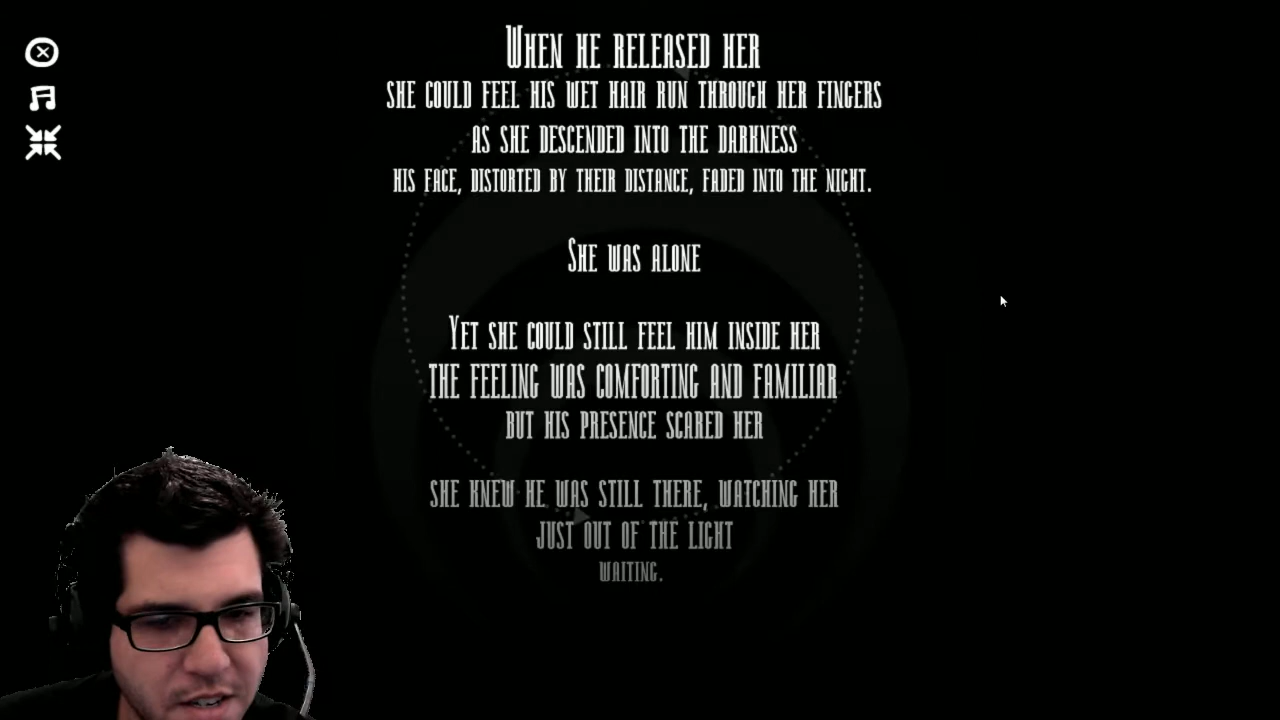 When he released her
she could feel his wet hair run through her fingers
as she descended into the darkness
his face, distorted by their distance, faded into the night.
She was alone
Yet she could still feel him inside her
the feeling was comforting and familiar
but his presence scared her
she knew he was still there, watching her
just out of the light
waiting.